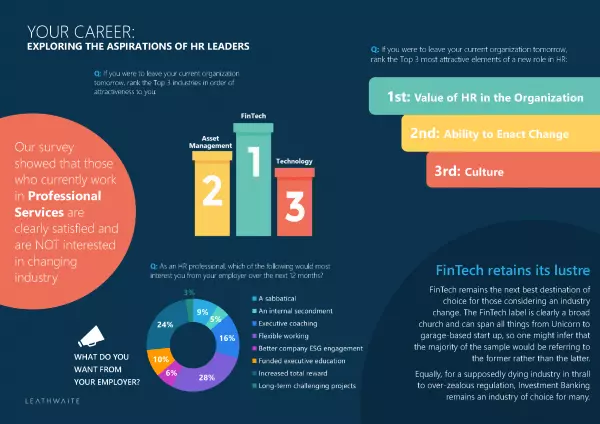 YOUR CAREER:
EXPLORING THE ASPIRATIONS OF HR LEADERS
Q: If you were to leave your current organization
tomorrow, rank the Top 3 industries in order of
attractiveness to you.
FinTech
Asset
Management
Technology
1
2
3
Our survey
showed that those
who currently work
in Professional
Services are
clearly satisfied and
are NOT interested
in changing
industry
Q: As an HR professional, which of the following would most
interest you from your employer over the next 12 months?
3%
9%
5%
16%
28%
6%
10%
24%
A sabbatical
An internal secondment
Executive coaching
Flexible working
Better company ESG engagement
Funded executive education
Increased total reward
Long-term challenging projects
WHAT DO YOU
WANT FROM
YOUR EMPLOYER?
LEATHWAITE
Q: If you were to leave your current organization tomorrow,
rank the Top 3 most attractive elements of a new role in HR:
1st: Value of HR in the Organization
2nd: Ability to Enact Change
3rd: Culture
FinTech retains its lustre
FinTech remains the next best destination of
choice for those considering an industry
change. The FinTech label is clearly a broad
church and can span all things from Unicorn to
garage-based start up, so one might infer that
the majority of the sample would be referring to
the former rather than the latter.
Equally, for a supposedly dying industry in thrall
to over-zealous regulation, Investment Banking
remains an industry of choice for many.